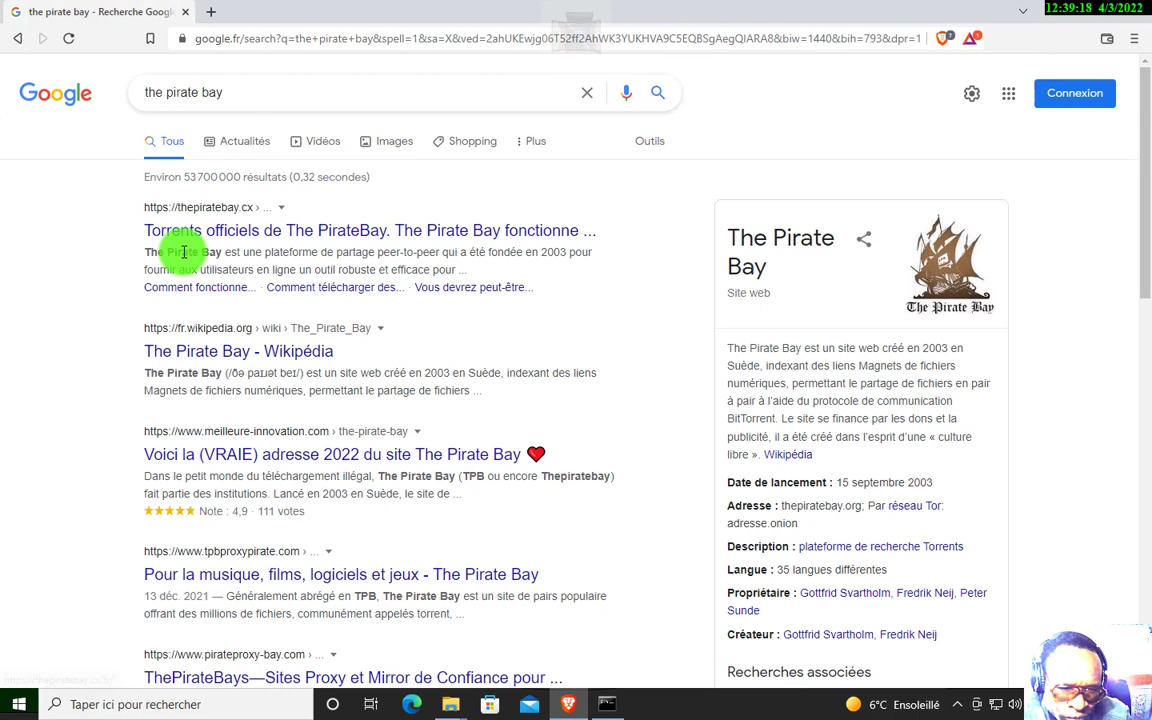 the pirate bay - Recherche Google
12:39:18 4/3/2022
google.fr/search?q=the+pirate+bay&spell=1&sa=X&ved=2ahUKEwjg06T52ff2AhWK3YUKHVA9C5EQBSgAegQIARA8&biw=1440&bih=793&dpr=1
Google
the pirate bay
Connexion
Tous
Actualités
Vidéos
Images
Shopping
Plus
Outils
Environ 53 700 000 résultats (0,32 secondes)
https://thepiratebay.cx › ...
Torrents officiels de The PirateBay. The Pirate Bay fonctionne ...
The Pirate Bay est une plateforme de partage peer-to-peer qui a été fondée en 2003 pour
fournir aux utilisateurs en ligne un outil robuste et efficace pour ...
Comment fonctionne... · Comment télécharger des... · Vous devrez peut-être...
https://fr.wikipedia.org › wiki › The_Pirate_Bay
The Pirate Bay - Wikipédia
The Pirate Bay (/ðə paɪɹət beɪ/) est un site web créé en 2003 en Suède, indexant des liens
Magnets de fichiers numériques, permettant le partage de fichiers ...
https://www.meilleure-innovation.com › the-pirate-bay
Voici la (VRAIE) adresse 2022 du site The Pirate Bay ❤
Dans le petit monde du téléchargement illégal, The Pirate Bay (TPB ou encore Thepiratebay)
fait partie des institutions. Lancé en 2003 en Suède, le site de ...
★★★★★ Note : 4,9 · 111 votes
https://www.tpbproxypirate.com › ...
Pour la musique, films, logiciels et jeux - The Pirate Bay
13 déc. 2021 — Généralement abrégé en TPB, The Pirate Bay est un site de pairs populaire
offrant des millions de fichiers, communément appelés torrent, ...
https://www.pirateproxy-bay.com › ...
ThePirateBays—Sites Proxy et Mirror de Confiance pour ...
The Pirate
Bay
Site web
The Pirate Bay
The Pirate Bay est un site web créé en 2003 en
Suède, indexant des liens Magnets de fichiers
numériques, permettant le partage de fichiers en pair
à pair à l'aide du protocole de communication
BitTorrent. Le site se finance par les dons et la
publicité, il a été créé dans l'esprit d'une « culture
libre ». Wikipédia
Date de lancement : 15 septembre 2003
Adresse : thepiratebay.org; Par réseau Tor:
adresse.onion
Description : plateforme de recherche Torrents
Langue : 35 langues différentes
Propriétaire : Gottfrid Svartholm, Fredrik Neij, Peter
Sunde
Créateur : Gottfrid Svartholm, Fredrik Neij
Recherches associées
Taper ici pour rechercher
6°C Ensoleillé